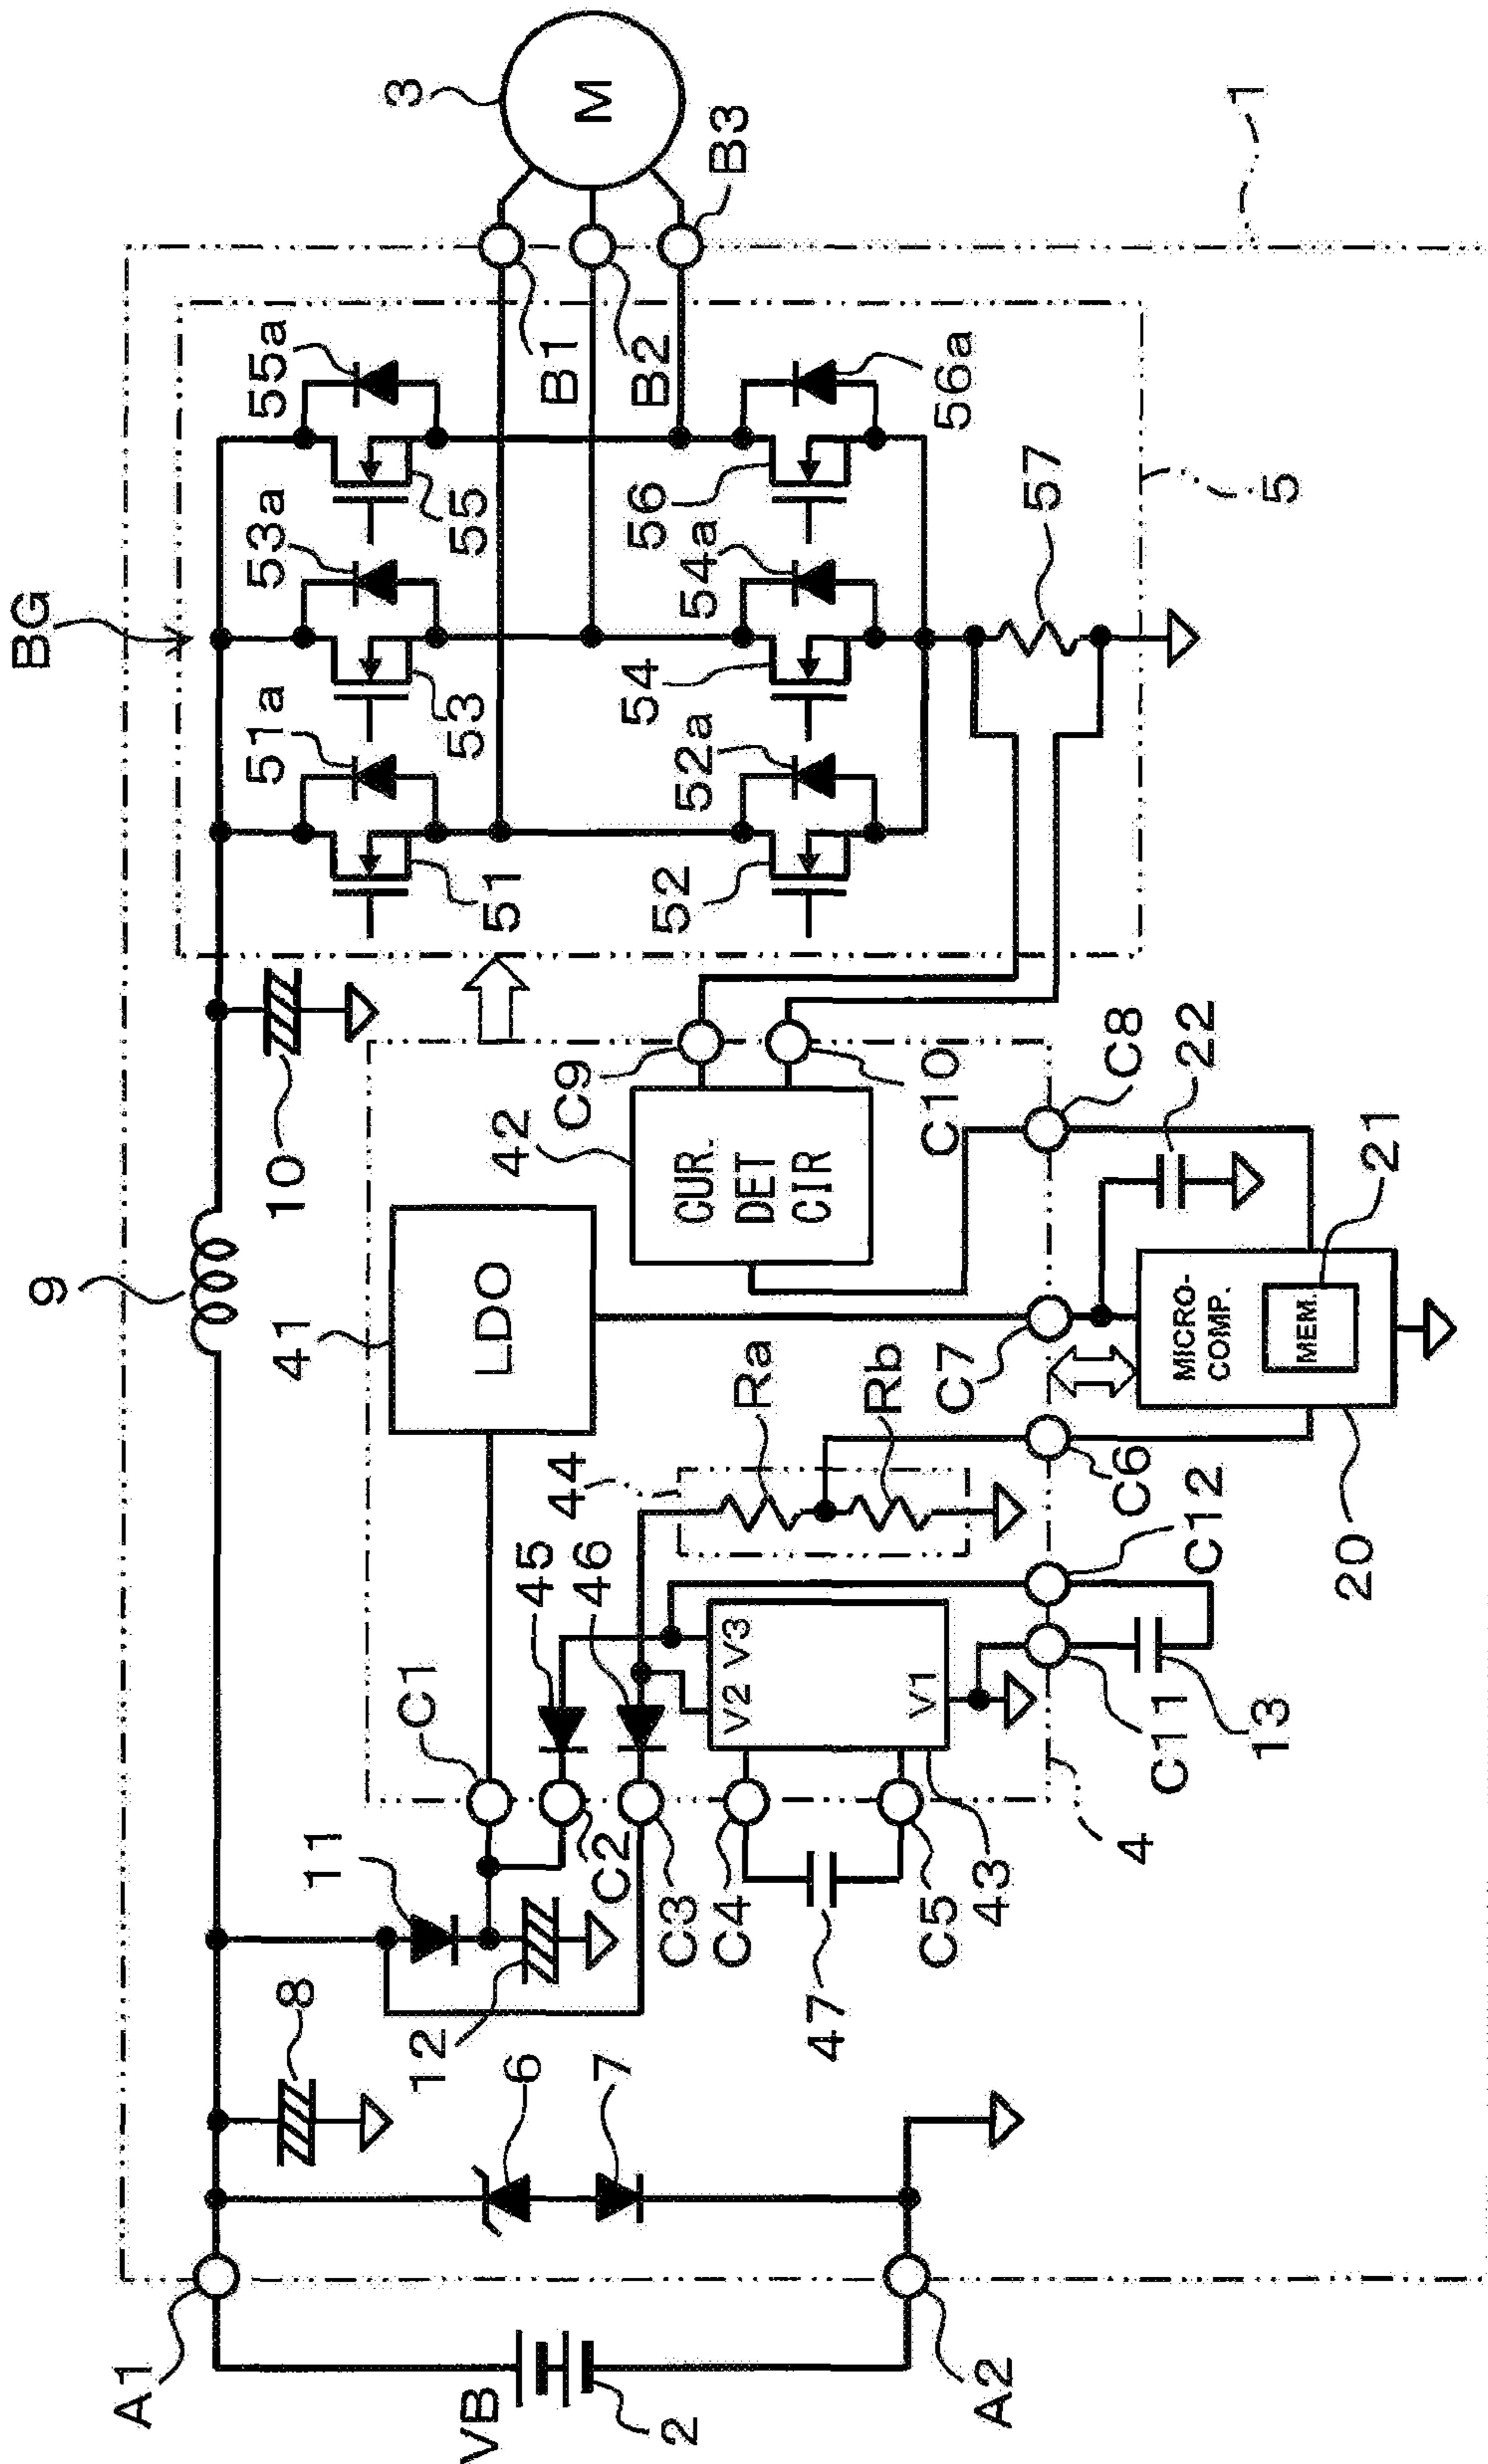 BG
3
M
B3
1
55a
B1
B2
56a
53a
55
56
54a
57
5
51a
53
54
52a
51
52
10
C9
C10
C8
22
42
CUR.
DET
CIR
21
9
41
LDO
C7
MICRO-
COMP.
MEM.
Ra
Rb
44
C6
C12
20
45
46
C1
V2 V3
V1
C11
13
11
C2
C3
C4
C5
43
4
47
8
12
6
7
A1
VB
2
A2